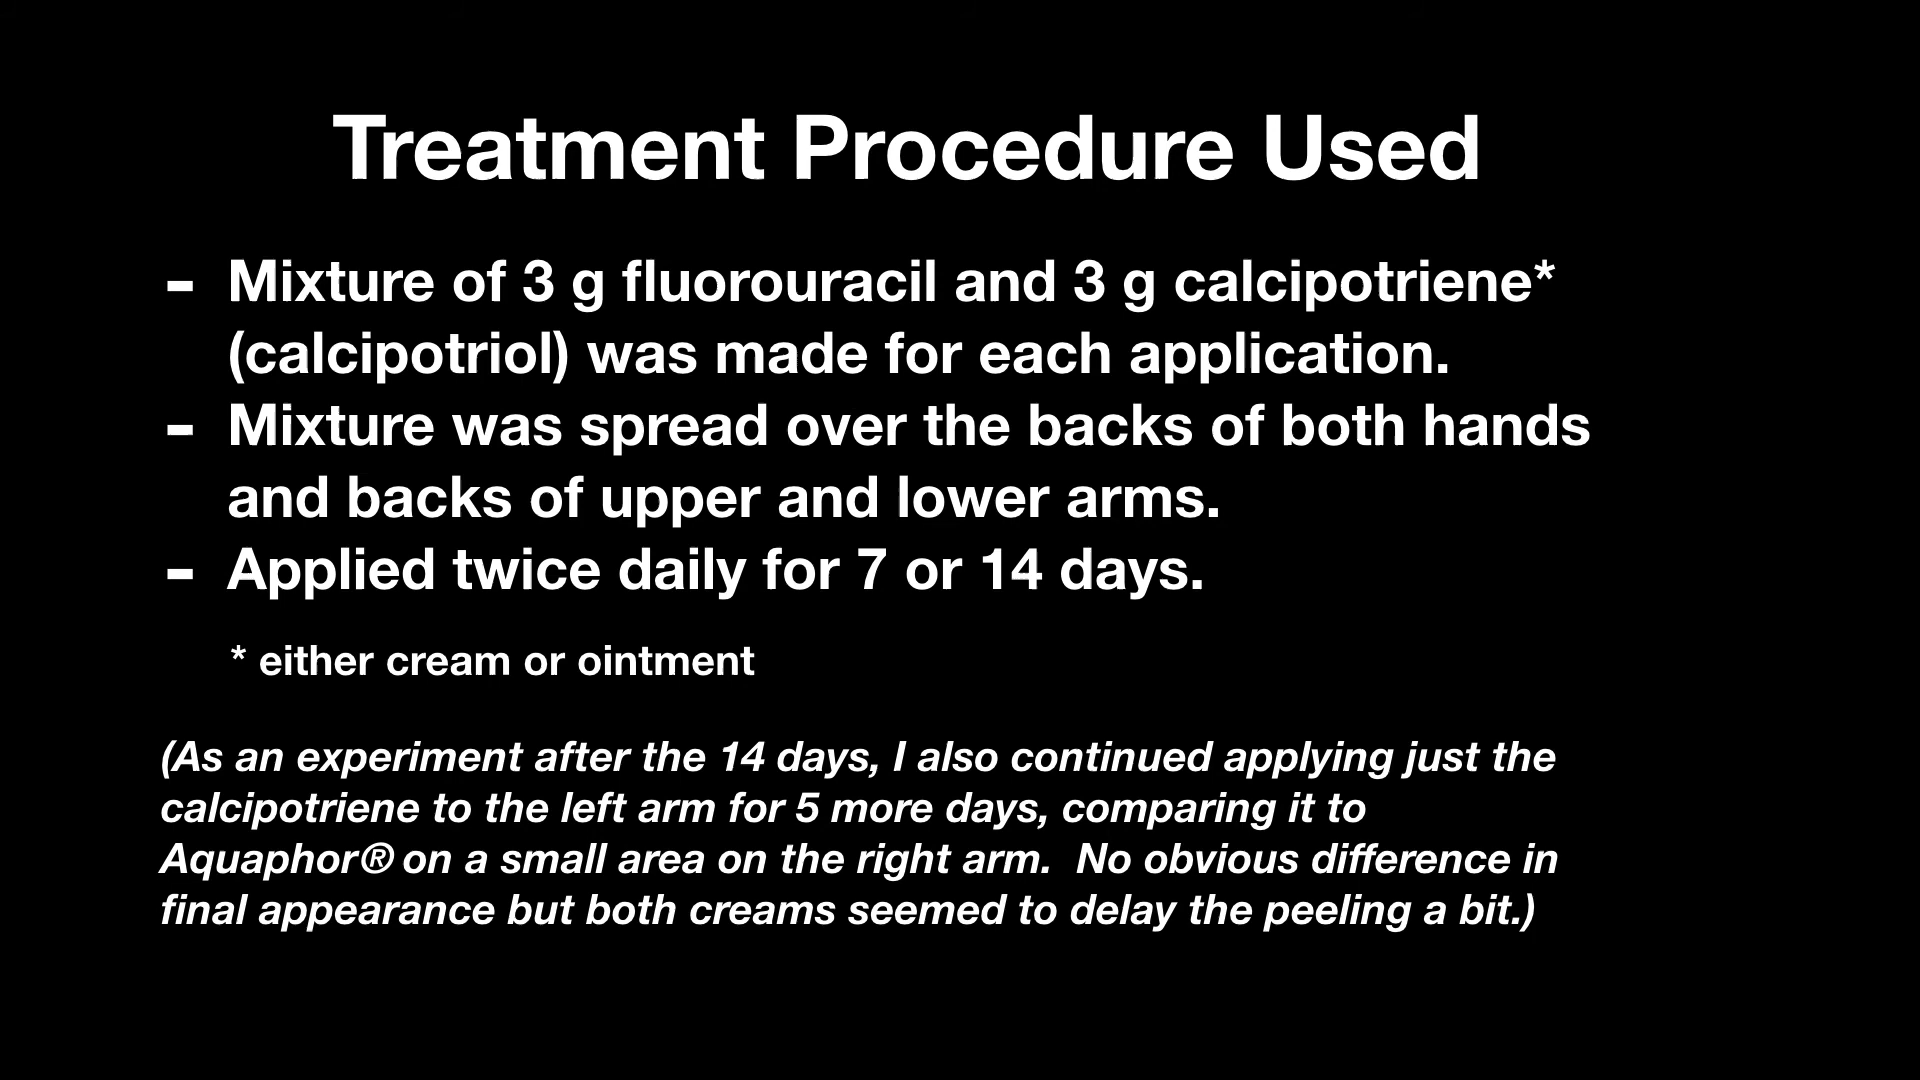 Treatment Procedure Used
- Mixture of 3 g fluorouracil and 3 g calcipotriene*
(calcipotriol) was made for each application.
- Mixture was spread over the backs of both hands
and backs of upper and lower arms.
- Applied twice daily for 7 or 14 days.
* either cream or ointment
(As an experiment after the 14 days, I also continued applying just the
calcipotriene to the left arm for 5 more days, comparing it to
Aquaphor® on a small area on the right arm.  No obvious difference in
final appearance but both creams seemed to delay the peeling a bit.)